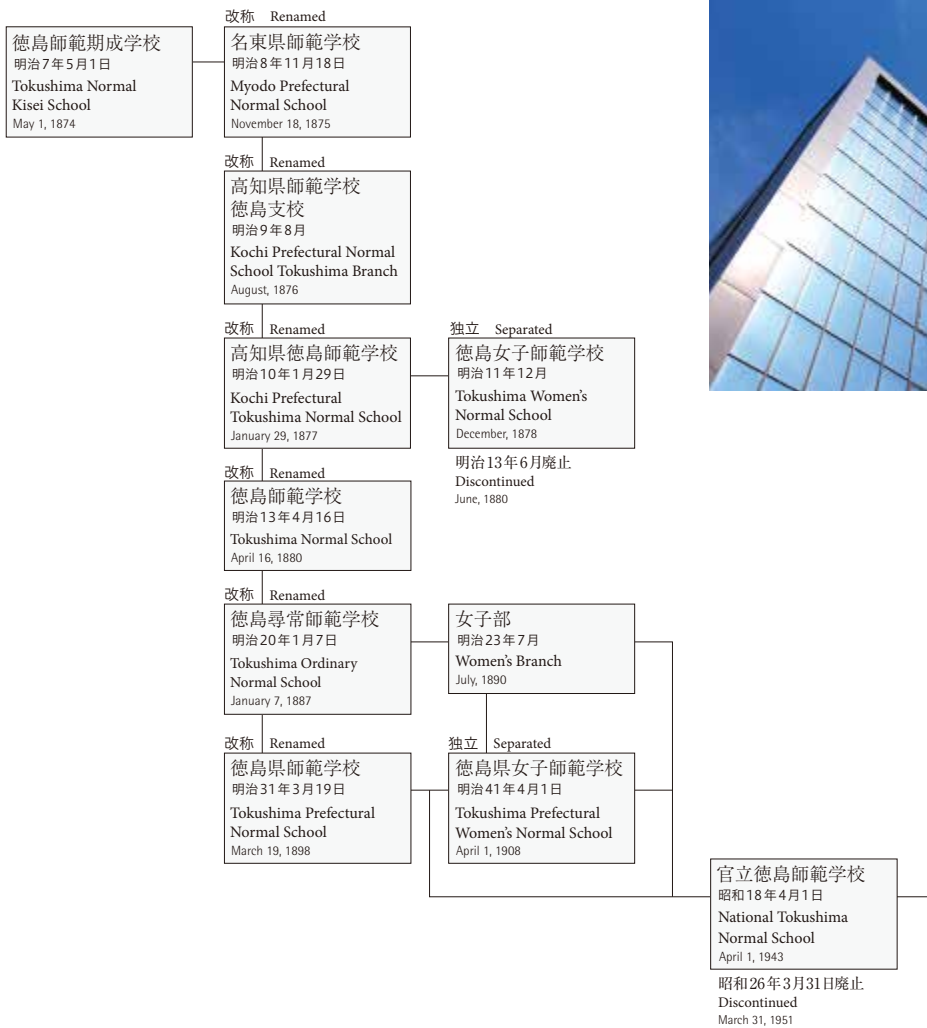 徳島師範期成学校
明治7年5月1日
Tokushima Normal
Kisei School
May 1, 1874
改称 Renamed
名東県師範学校
明治8年11月18日
Myodo Prefectural
Normal School
November 18, 1875
改称 Renamed
高知県師範学校
徳島支校
明治9年8月
Kochi Prefectural Normal
School Tokushima Branch
August, 1876
改称 Renamed
高知県徳島師範学校
明治10年1月29日
Kochi Prefectural
Tokushima Normal School
January 29, 1877
独立 Separated
徳島女子師範学校
明治11年12月
Tokushima Women's
Normal School
December, 1878
明治13年6月廃止
Discontinued
June, 1880
改称 Renamed
徳島師範学校
明治13年4月16日
Tokushima Normal School
April 16, 1880
改称 Renamed
徳島尋常師範学校
明治20年1月7日
Tokushima Ordinary
Normal School
January 7, 1887
女子部
明治23年7月
Women's Branch
July, 1890
改称 Renamed
徳島県師範学校
明治31年3月19日
Tokushima Prefectural
Normal School
March 19, 1898
独立 Separated
徳島県女子師範学校
明治41年4月1日
Tokushima Prefectural
Women's Normal School
April 1, 1908
官立徳島師範学校
昭和18年4月1日
National Tokushima
Normal School
April 1, 1943
昭和26年3月31日廃止
Discontinued
March 31, 1951